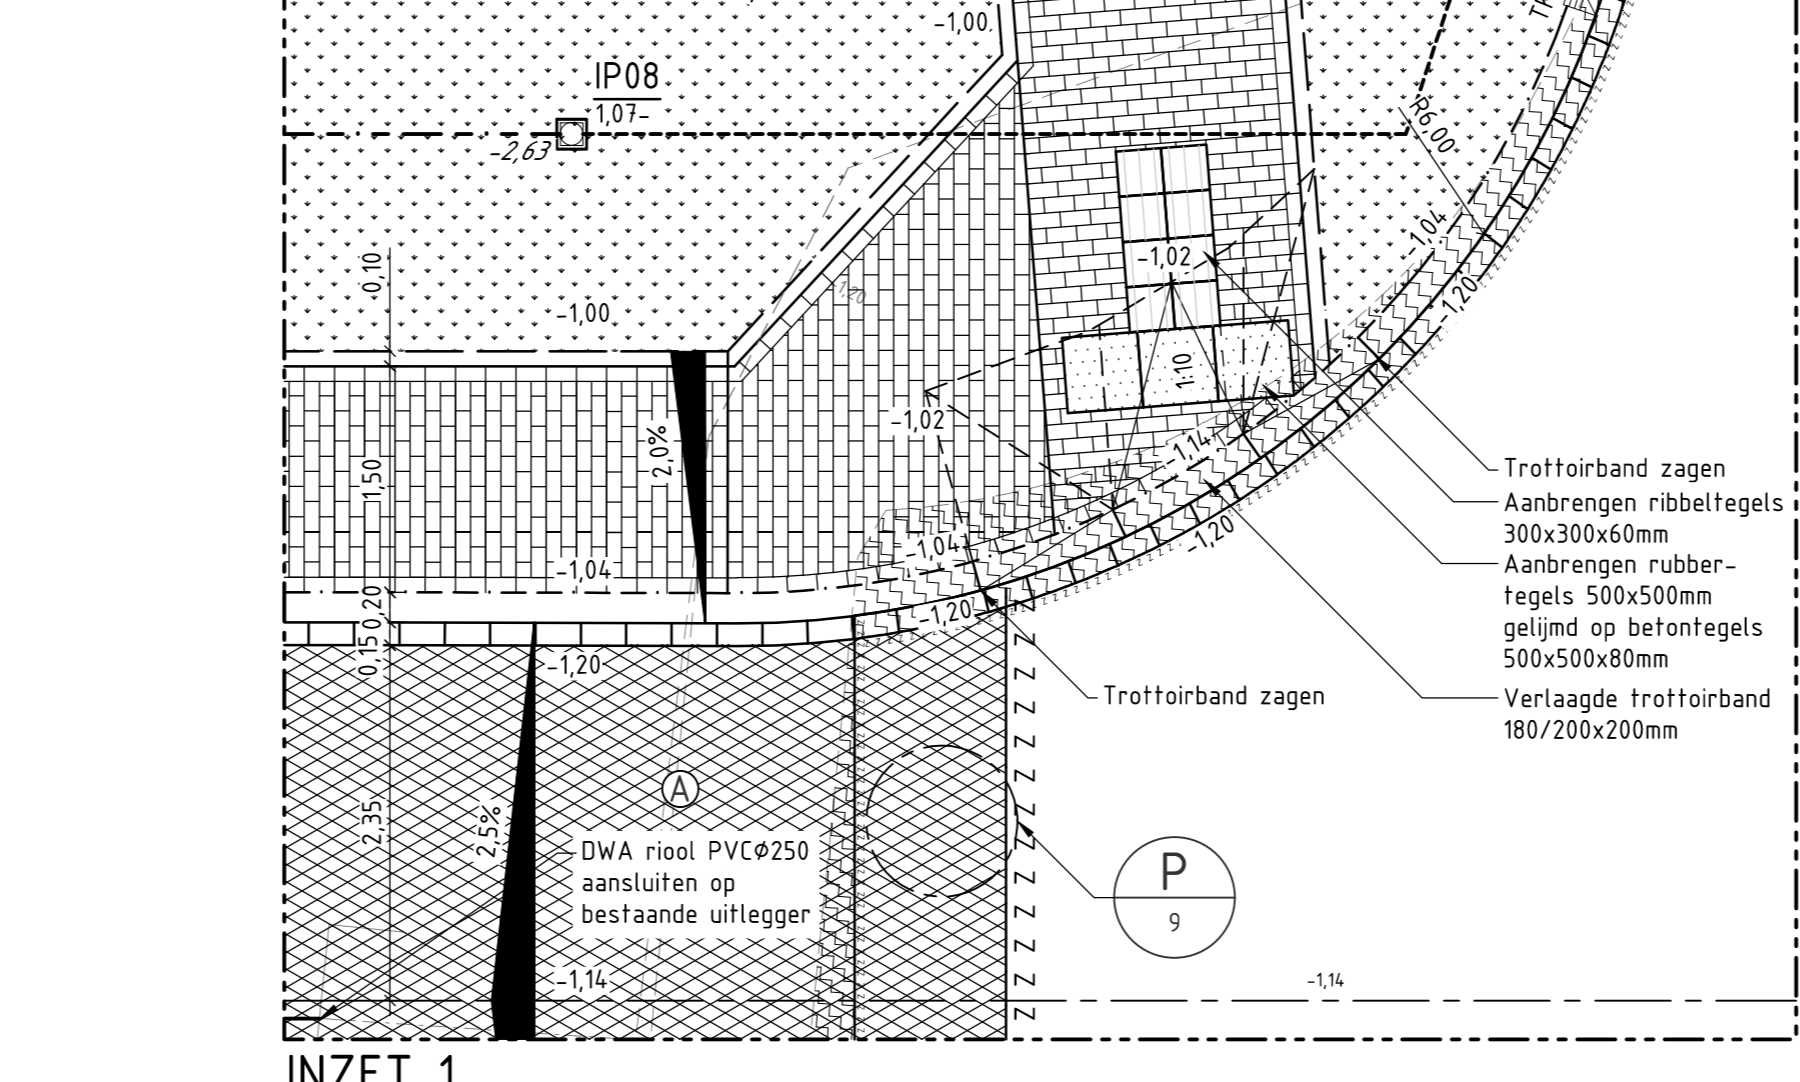 -1,00
IP08
1,07-
-2,63
R6,00
-1,04
0,10
-1,02
-1,20
-1,20
-1,00
1:10
-1,02
2,0%
-1,14
1,50
Trottoirband zagen
Aanbrengen ribbeltegels
300x300x60mm
-1,20
-1,04
-1,04
Aanbrengen rubber-
tegels 500x500mm
gelijmd op betontegels
500x500x80mm
0,20
-1,20
0,15
-1,20
Trottoirband zagen
Verlaagde trottoirband
180/200x200mm
A
2,35
2,5%
DWA riool PVCØ250
aansluiten op
bestaande uitlegger
P
9
-1,14
-1,14
Z Z Z Z Z Z Z Z Z Z Z Z
INZET 1